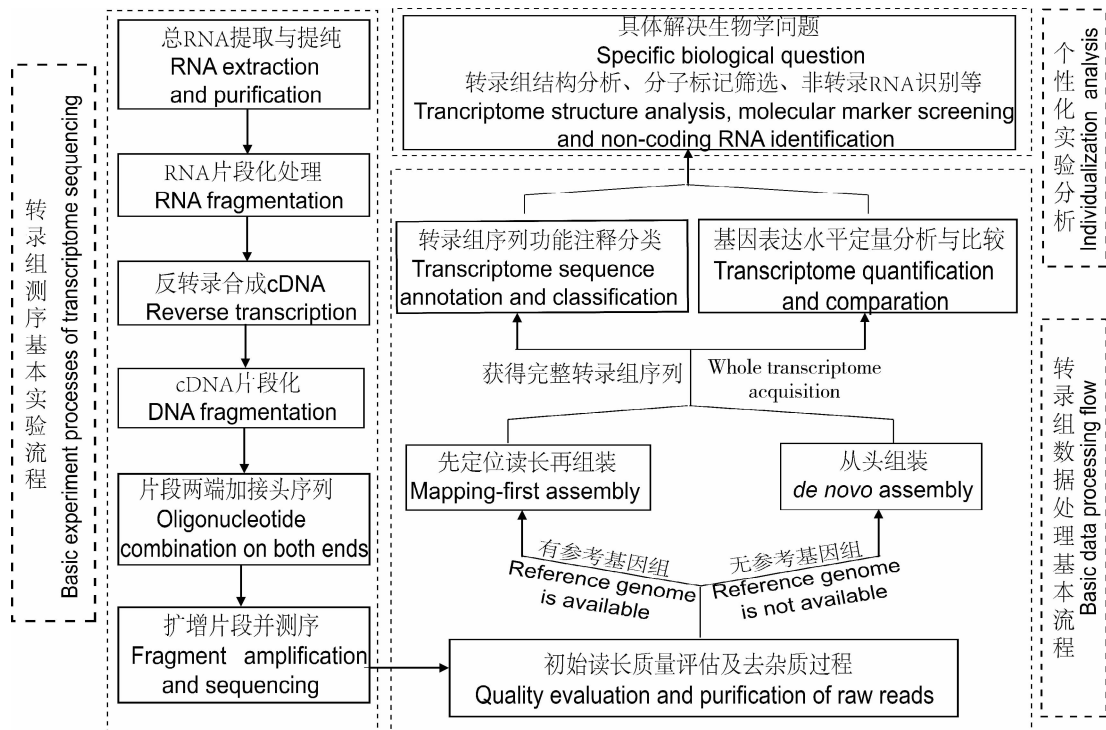 转录组测序基本实验流程
Basic experiment processes of transcriptome sequencing
总RNA提取与提纯
RNA extraction
and purification
RNA片段化处理
RNA fragmentation
反转录合成cDNA
Reverse transcription
cDNA片段化
DNA fragmentation
片段两端加接头序列
Oligonucleotide
combination on both ends
扩增片段并测序
Fragment amplification
and sequencing
具体解决生物学问题
Specific biological question
转录组结构分析、分子标记筛选、非转录RNA识别等
Trancriptome structure analysis, molecular marker screening
and non-coding RNA identification
转录组序列功能注释分类
Transcriptome sequence
annotation and classification
基因表达水平定量分析与比较
Transcriptome quantification
and comparation
获得完整转录组序列
Whole transcriptome
acquisition
先定位读长再组装
Mapping-first assembly
从头组装
de novo assembly
有参考基因组
Reference genome
is available
无参考基因组
Reference genome
is not available
初始读长质量评估及去杂质过程
Quality evaluation and purification of raw reads
个性化实验分析
Individualization analysis
转录组数据处理基本流程
Basic data processing flow